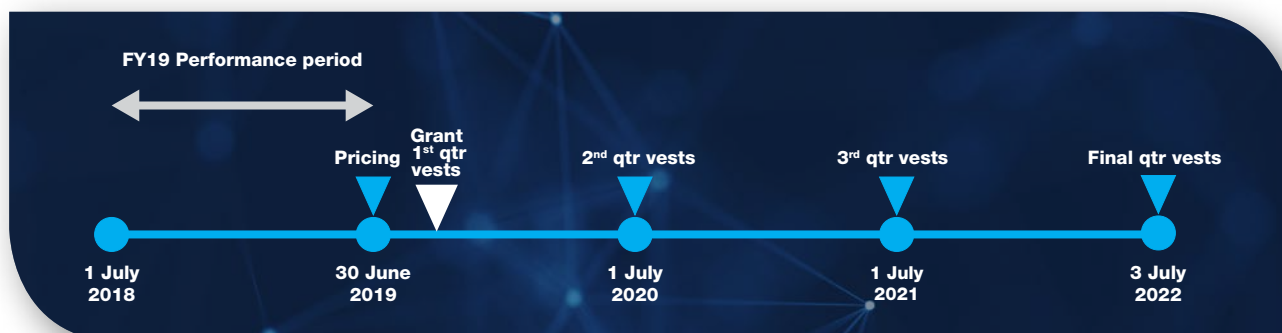 FY19 Performance period
Pricing
Grant
1st qtr
vests
2nd qtr vests
3rd qtr vests
Final qtr vests
1 July
2018
30 June
2019
1 July
2020
1 July
2021
3 July
2022